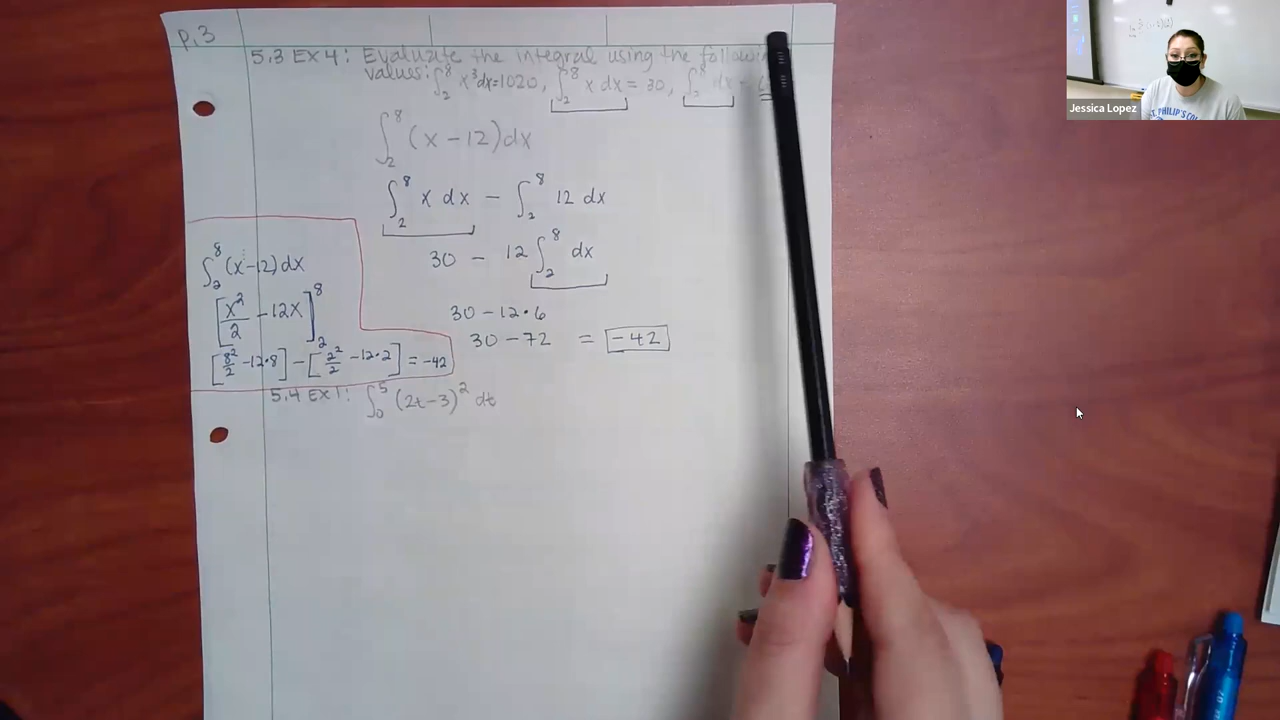 p.3
5.3 EX 4: Evaluate the integral using the following
values: ∫₂⁸ x³dx=1020, ∫₂⁸ x dx = 30, ∫₂⁸ dx = 6
∫₂⁸ (x-12)dx
∫₂⁸ x dx - ∫₂⁸ 12 dx
30 - 12 ∫₂⁸ dx
30 - 12 • 6
30 - 72 = -42
∫₂⁸ (x-12)dx
[x²/2 - 12x]₂⁸
[8²/2 - 12•8] - [2²/2 - 12•2] = -42
5.4 EX 1: ∫₀⁵ (2t-3)² dt
Jessica Lopez